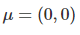 μ = (0, 0)